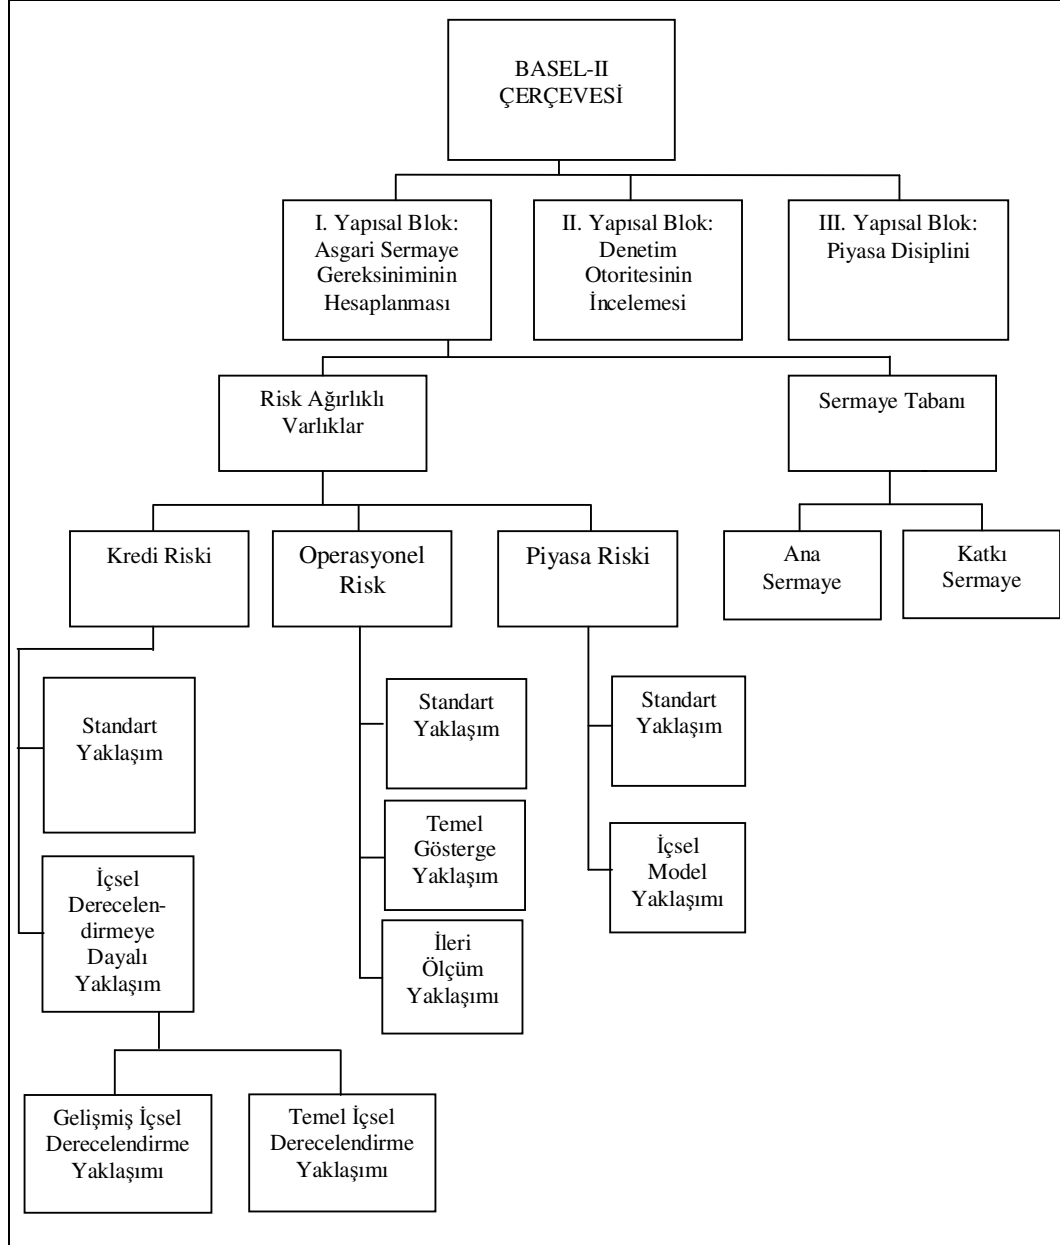 BASEL-II
ÇERÇEVESİ
I. Yapısal Blok:
Asgari Sermaye
Gereksiniminin
Hesaplanması
II. Yapısal Blok:
Denetim
Otoritesinin
İncelemesi
III. Yapısal Blok:
Piyasa Disiplini
Risk Ağırlıklı
Varlıklar
Sermaye Tabanı
Kredi Riski
Operasyonel
Risk
Piyasa Riski
Ana
Sermaye
Katkı
Sermaye
Standart
Yaklaşım
Standart
Yaklaşım
Standart
Yaklaşım
Temel
Gösterge
Yaklaşım
İçsel
Model
Yaklaşımı
İçsel
Derecelen-
dirmeye
Dayalı
Yaklaşım
İleri
Ölçüm
Yaklaşımı
Gelişmiş İçsel
Derecelendirme
Yaklaşımı
Temel İçsel
Derecelendirme
Yaklaşımı